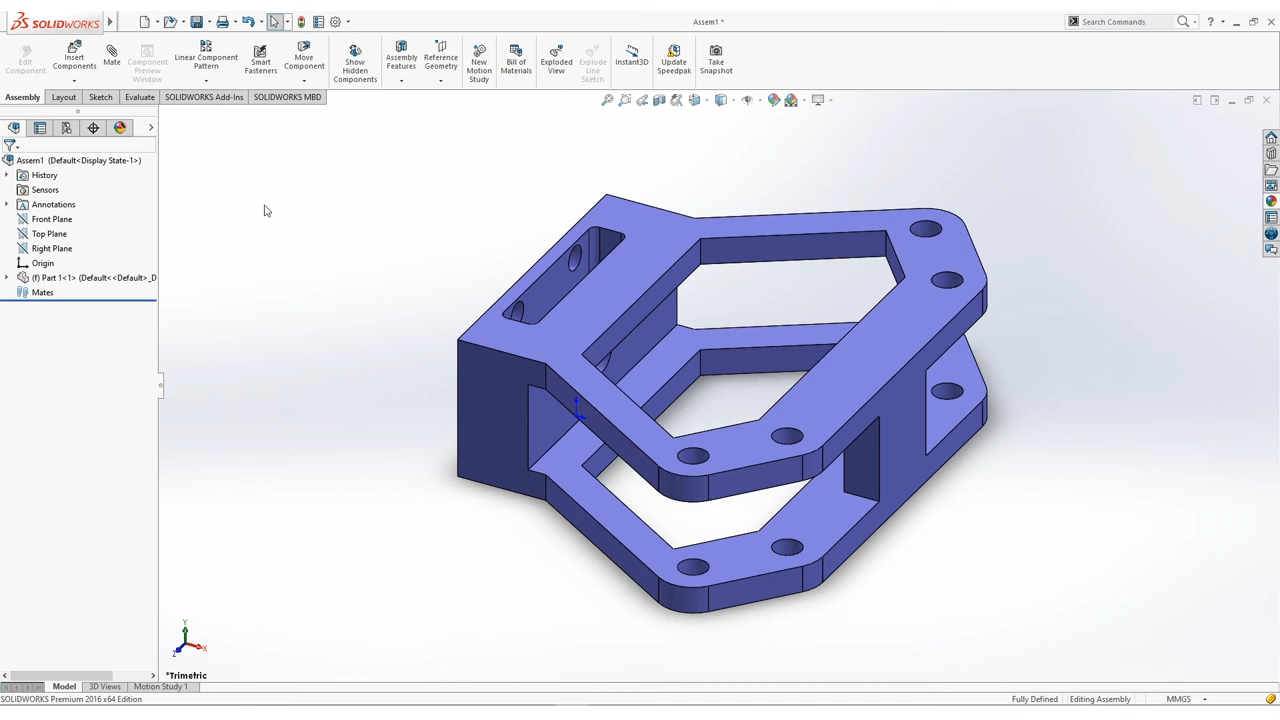 SOLIDWORKS
Assem1 *
Search Commands
?
Edit Component
Insert Components
Mate
Component Preview Window
Linear Component Pattern
Smart Fasteners
Move Component
Show Hidden Components
Assembly Features
Reference Geometry
New Motion Study
Bill of Materials
Exploded View
Explode Line Sketch
Instant3D
Update Speedpak
Take Snapshot
Assembly
Layout
Sketch
Evaluate
SOLIDWORKS Add-Ins
SOLIDWORKS MBD
Assem1 (Default<Display State-1>)
History
Sensors
Annotations
Front Plane
Top Plane
Right Plane
Origin
(f) Part 1<1> (Default<<Default>_D
Mates
Y
X
Z
*Trimetric
Model
3D Views
Motion Study 1
SOLIDWORKS Premium 2016 x64 Edition
Fully Defined
Editing Assembly
MMGS